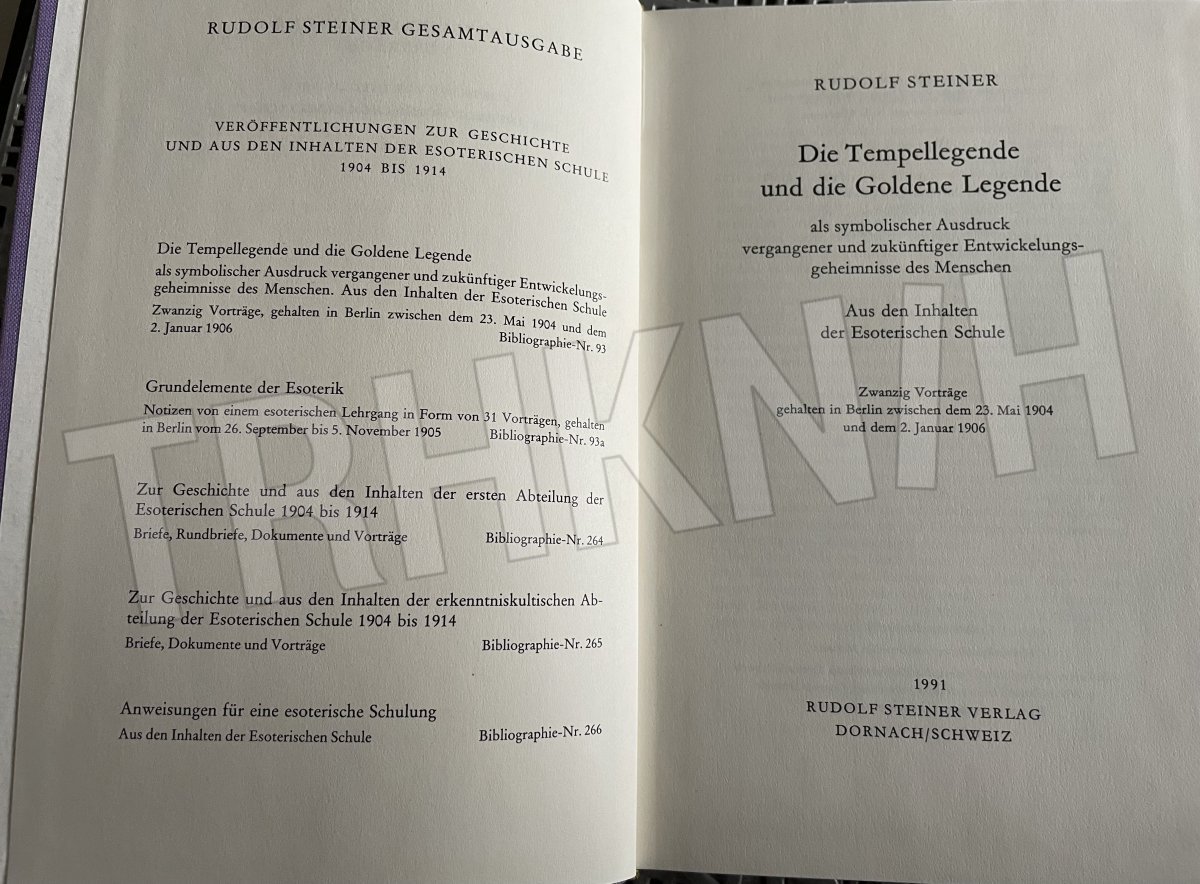 RUDOLF STEINER GESAMTAUSGABE
VERÖFFENTLICHUNGEN ZUR GESCHICHTE
UND AUS DEN INHALTEN DER ESOTERISCHEN SCHULE
1904 BIS 1914
Die Tempellegende und die Goldene Legende
als symbolischer Ausdruck vergangener und zukünftiger Entwickelungs-
geheimnisse des Menschen. Aus den Inhalten der Esoterischen Schule
Zwanzig Vorträge, gehalten in Berlin zwischen dem 23. Mai 1904 und dem
2. Januar 1906 Bibliographie-Nr. 93
Grundelemente der Esoterik
Notizen von einem esoterischen Lehrgang in Form von 31 Vorträgen, gehalten
in Berlin vom 26. September bis 5. November 1905 Bibliographie-Nr. 93a
Zur Geschichte und aus den Inhalten der ersten Abteilung der
Esoterischen Schule 1904 bis 1914
Briefe, Rundbriefe, Dokumente und Vorträge Bibliographie-Nr. 264
Zur Geschichte und aus den Inhalten der erkenntniskultischen Ab-
teilung der Esoterischen Schule 1904 bis 1914
Briefe, Dokumente und Vorträge Bibliographie-Nr. 265
Anweisungen für eine esoterische Schulung
Aus den Inhalten der Esoterischen Schule Bibliographie-Nr. 266
RUDOLF STEINER
Die Tempellegende
und die Goldene Legende
als symbolischer Ausdruck
vergangener und zukünftiger Entwickelungs-
geheimnisse des Menschen
Aus den Inhalten
der Esoterischen Schule
Zwanzig Vorträge
gehalten in Berlin zwischen dem 23. Mai 1904
und dem 2. Januar 1906
1991
RUDOLF STEINER VERLAG
DORNACH/SCHWEIZ
TRHKNIH